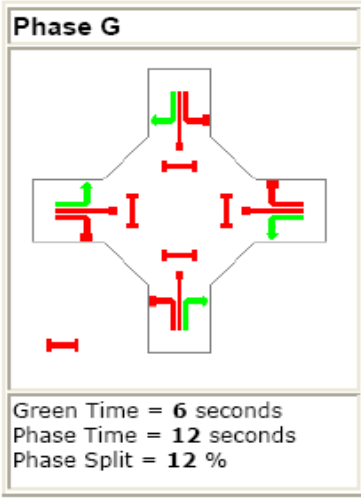 Phase G
Green Time = 6 seconds
Phase Time = 12 seconds
Phase Split = 12 %